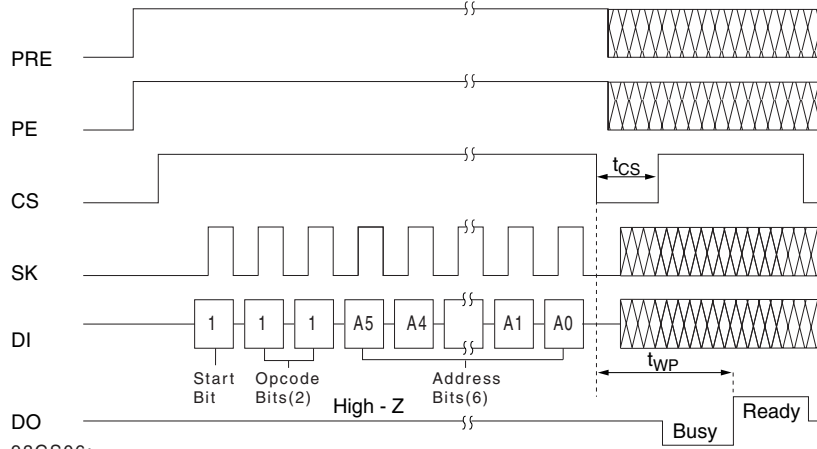 PRE
PE
CS
tCS
SK
DI
1 1 1 A5 A4 A1 A0
tWP
Start Bit
Opcode Bits(2)
Address Bits(6)
DO
High - Z
Busy
Ready